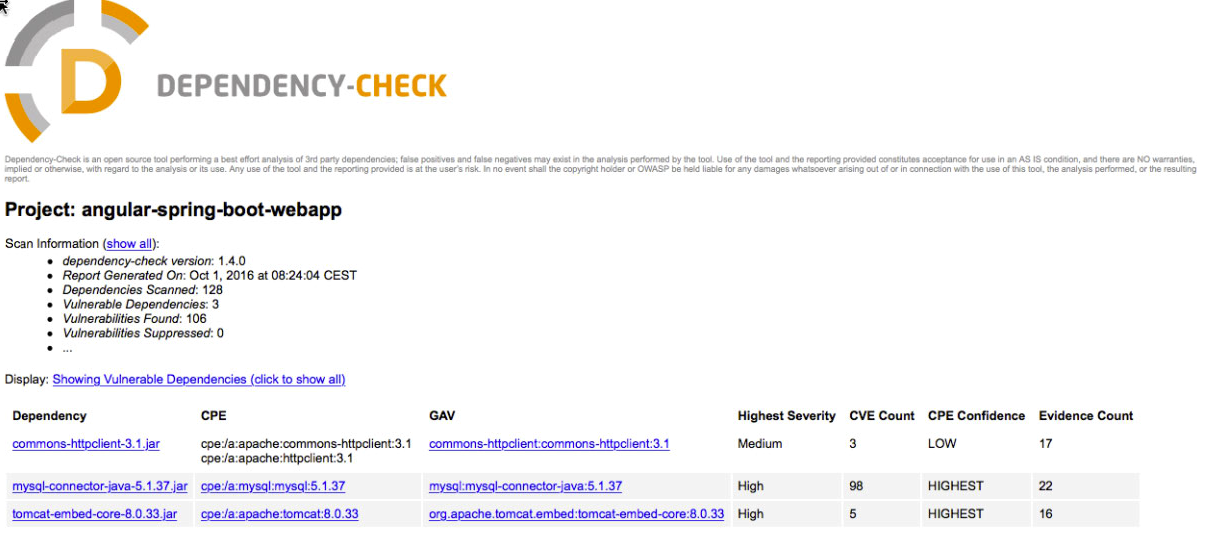 D DEPENDENCY-CHECK
Dependency-Check is an open source tool performing a best effort analysis of 3rd party dependencies; false positives and false negatives may exist in the analysis performed by the tool. Use of the tool and the reporting provided constitutes acceptance for use in an AS IS condition, and there are NO warranties,
implied or otherwise, with regard to the analysis or its use. Any use of the tool and the reporting provided is at the user's risk. In no event shall the copyright holder or OWASP be held liable for any damages whatsoever arising out of or in connection with the use of this tool, the analysis performed, or the resulting
report.
Project: angular-spring-boot-webapp
Scan Information (show all):
• dependency-check version: 1.4.0
• Report Generated On: Oct 1, 2016 at 08:24:04 CEST
• Dependencies Scanned: 128
• Vulnerable Dependencies: 3
• Vulnerabilities Found: 106
• Vulnerabilities Suppressed: 0
• ...
Display: Showing Vulnerable Dependencies (click to show all)
Dependency CPE GAV Highest Severity CVE Count CPE Confidence Evidence Count
commons-httpclient-3.1.jar cpe:/a:apache:commons-httpclient:3.1 commons-httpclient:commons-httpclient:3.1 Medium 3 LOW 17
cpe:/a:apache:httpclient:3.1
mysql-connector-java-5.1.37.jar cpe:/a:mysql:mysql:5.1.37 mysql:mysql-connector-java:5.1.37 High 98 HIGHEST 22
tomcat-embed-core-8.0.33.jar cpe:/a:apache:tomcat:8.0.33 org.apache.tomcat.embed:tomcat-embed-core:8.0.33 High 5 HIGHEST 16